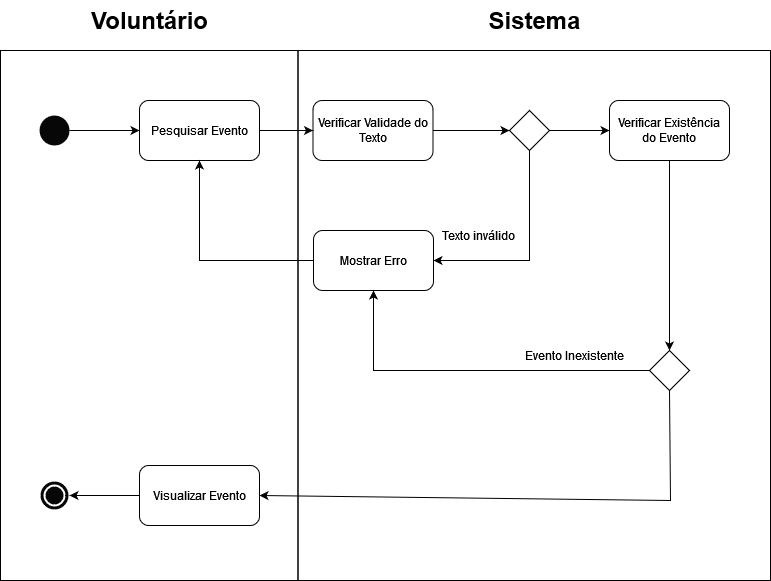 Voluntário
Sistema
Pesquisar Evento
Verificar Validade do
Texto
Verificar Existência
do Evento
Texto inválido
Mostrar Erro
Evento Inexistente
Visualizar Evento